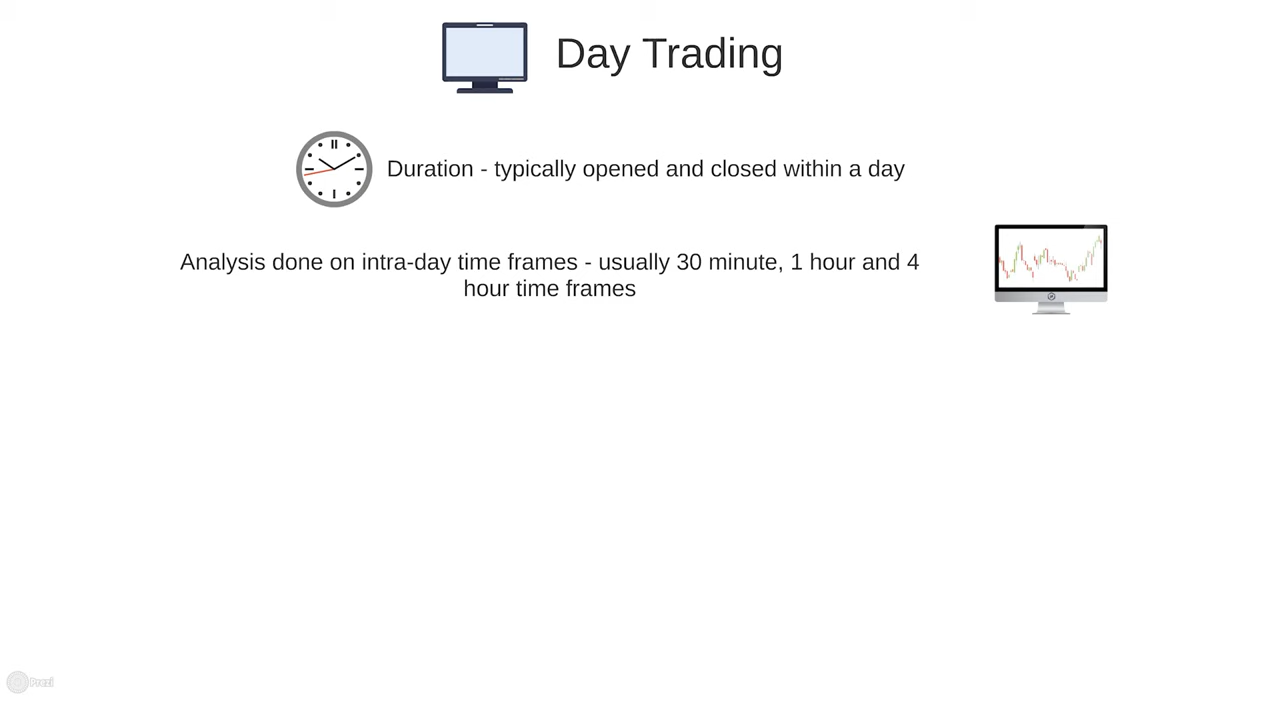 Day Trading
Duration - typically opened and closed within a day
Analysis done on intra-day time frames - usually 30 minute, 1 hour and 4
hour time frames
Prezi